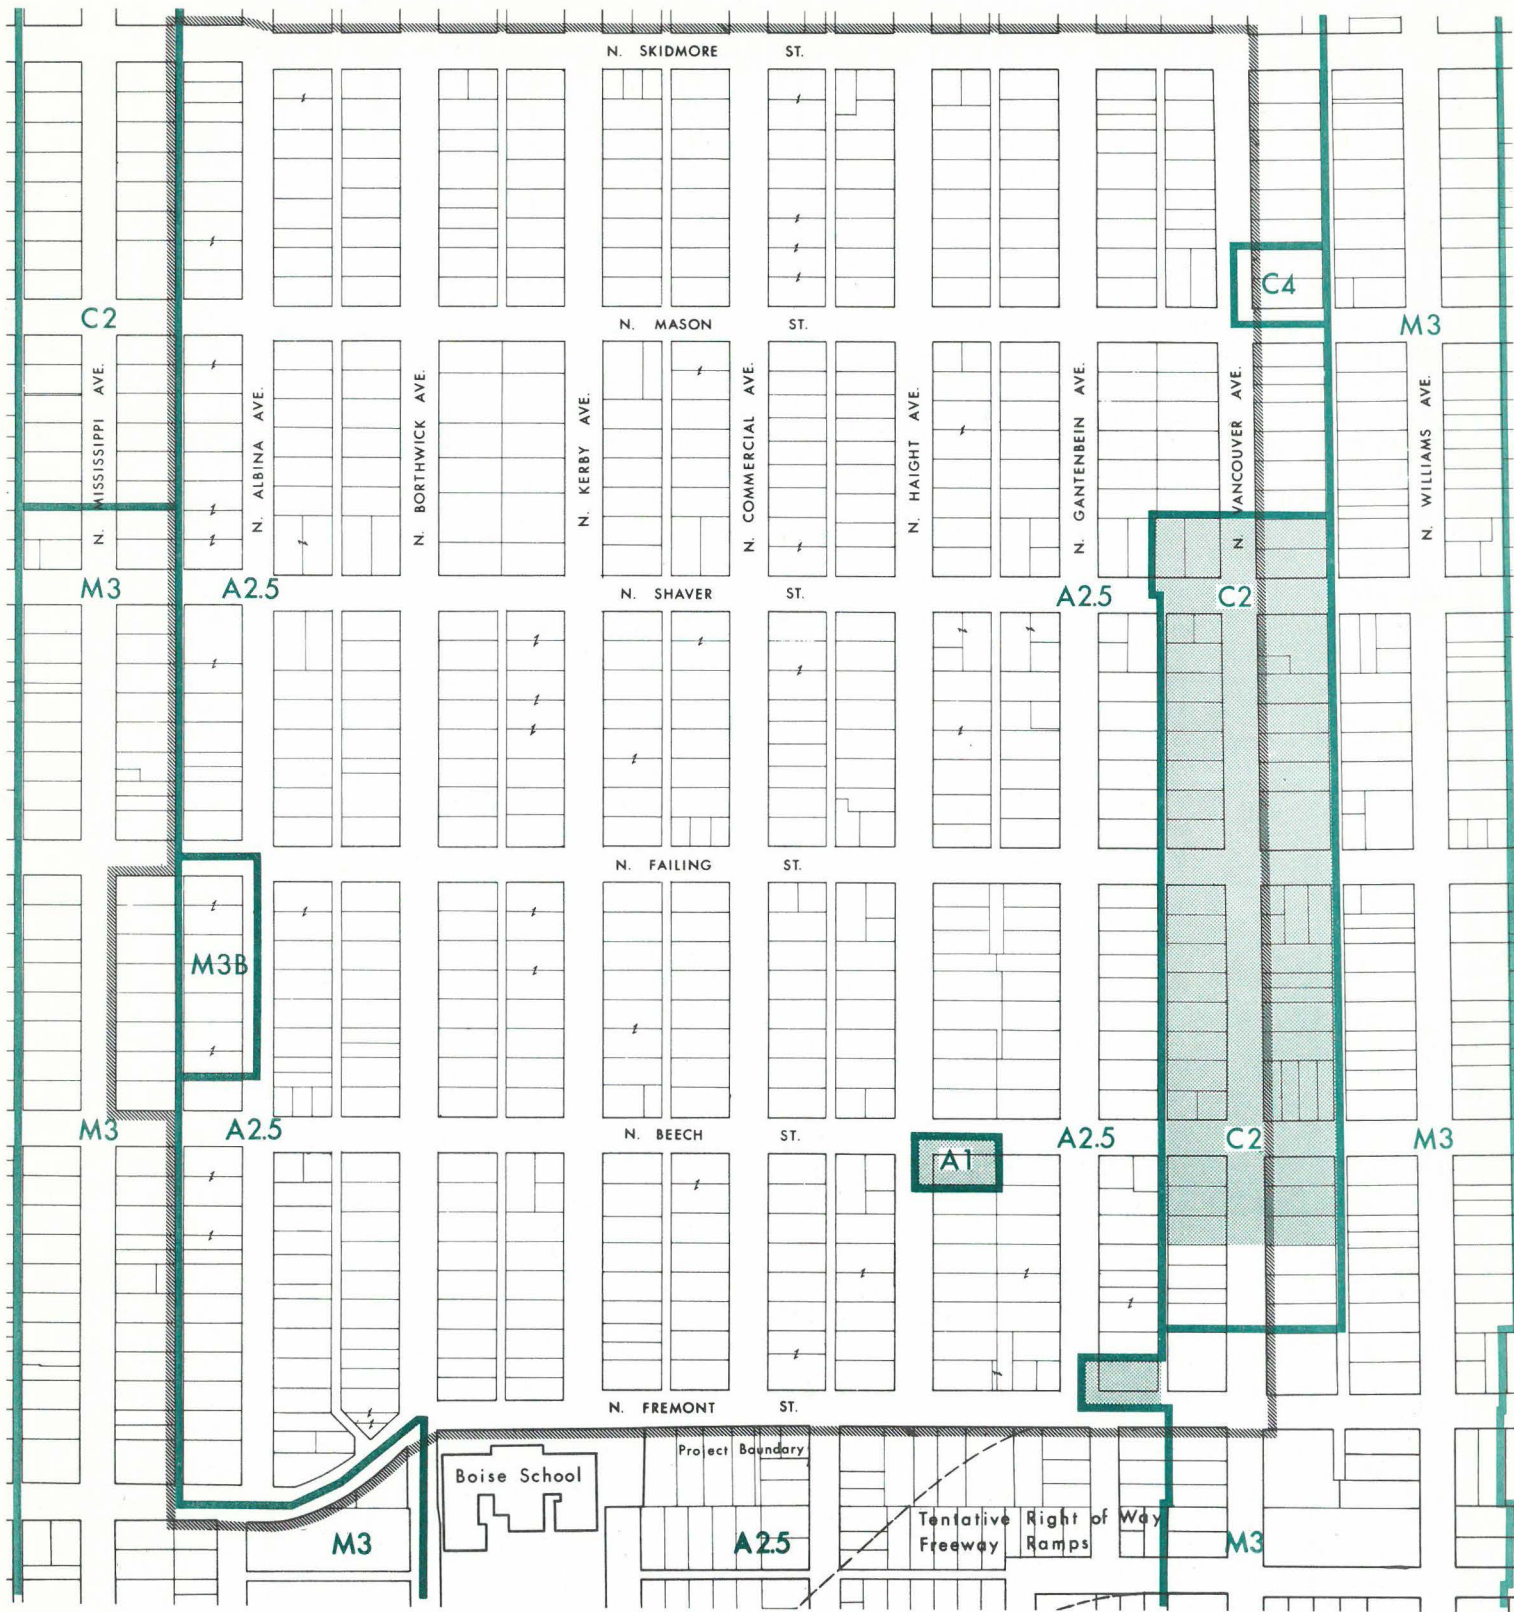 N. SKIDMORE ST.
C4
C2
N. MASON ST.
M3
N. MISSISSIPPI AVE.
N. ALBINA AVE.
N. BORTHWICK AVE.
N. KERBY AVE.
N. COMMERCIAL AVE.
N. HAIGHT AVE.
N. GANTENBEIN AVE.
N. VANCOUVER AVE.
N. WILLIAMS AVE.
M3
A2.5
N. SHAVER ST.
A2.5
C2
N. FAILING ST.
M3B
M3
A2.5
N. BEECH ST.
A2.5
C2
M3
A1
N. FREMONT ST.
Project Boundary
Boise School
Tentative Right of Way
Freeway Ramps
M3
A2.5
M3